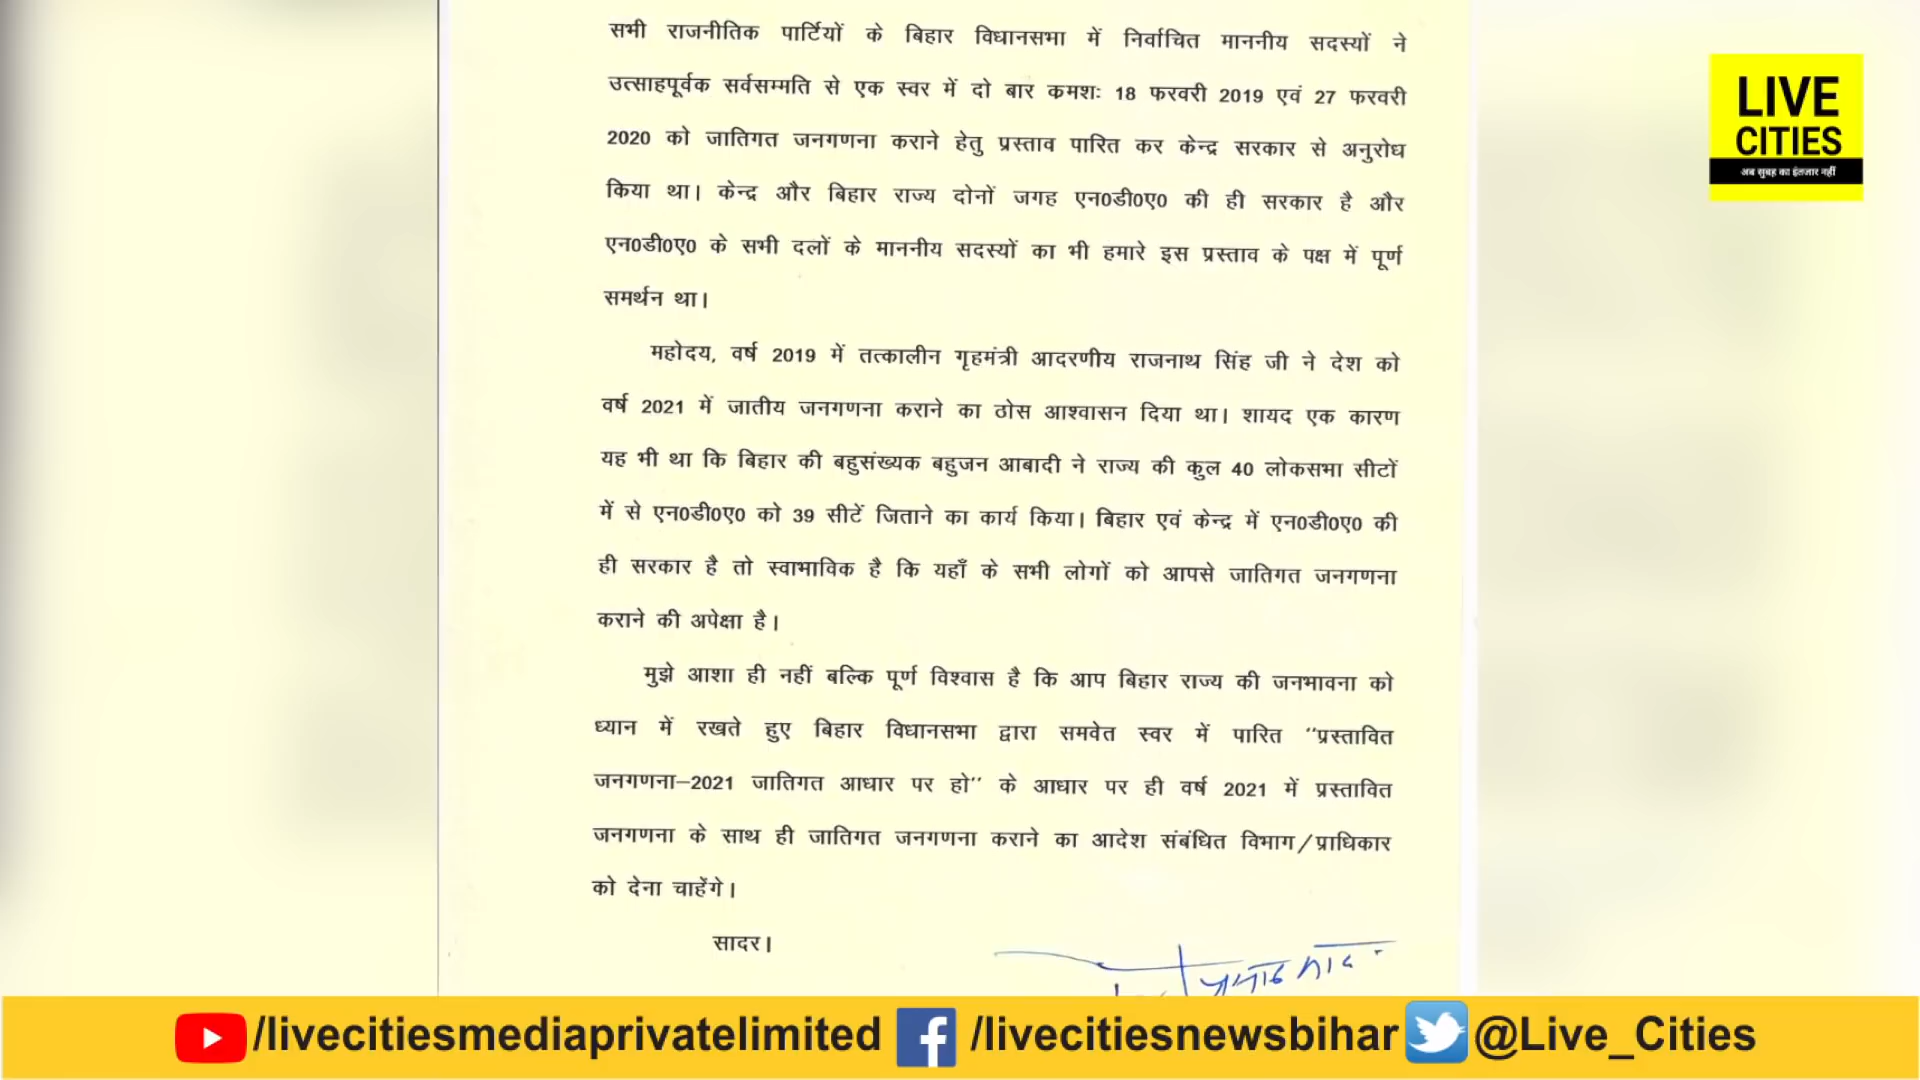 सभी राजनीतिक पार्टियों के बिहार विधानसभा में निर्वाचित माननीय सदस्यों ने
उत्साहपूर्वक सर्वसम्मति से एक स्वर में दो बार कमशः 18 फरवरी 2019 एवं 27 फरवरी
2020 को जातिगत जनगणना कराने हेतु प्रस्ताव पारित कर केन्द्र सरकार से अनुरोध
किया था। केन्द्र और बिहार राज्य दोनों जगह एन0डी0ए0 की ही सरकार है और
एन0डी0ए0 के सभी दलों के माननीय सदस्यों का भी हमारे इस प्रस्ताव के पक्ष में पूर्ण
समर्थन था।
महोदय, वर्ष 2019 में तत्कालीन गृहमंत्री आदरणीय राजनाथ सिंह जी ने देश को
वर्ष 2021 में जातीय जनगणना कराने का ठोस आश्वासन दिया था। शायद एक कारण
यह भी था कि बिहार की बहुसंख्यक बहुजन आबादी ने राज्य की कुल 40 लोकसभा सीटों
में से एन0डी0ए0 को 39 सीटें जिताने का कार्य किया। बिहार एवं केन्द्र में एन0डी0ए0 की
ही सरकार है तो स्वाभाविक है कि यहाँ के सभी लोगों को आपसे जातिगत जनगणना
कराने की अपेक्षा है।
मुझे आशा ही नहीं बल्कि पूर्ण विश्वास है कि आप बिहार राज्य की जनभावना को
ध्यान में रखते हुए बिहार विधानसभा द्वारा समवेत स्वर में पारित ‘‘प्रस्तावित
जनगणना–2021 जातिगत आधार पर हो’’ के आधार पर ही वर्ष 2021 में प्रस्तावित
जनगणना के साथ ही जातिगत जनगणना कराने का आदेश संबंधित विभाग/प्राधिकार
को देना चाहेंगे।
सादर।
LIVE
CITIES
अब सुबह का इंतजार नहीं
/livecitiesmediaprivatelimited
/livecitiesnewsbihar
@Live_Cities